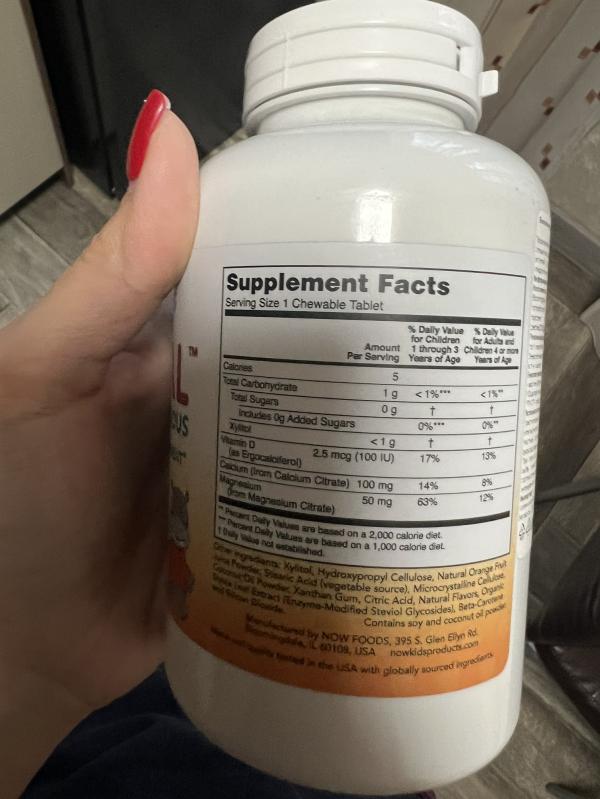 Supplement Facts
Serving Size 1 Chewable Tablet
Amount Per Serving % Daily Value for Children 1 through 3 Years of Age % Daily Value for Adults and Children 4 or more Years of Age
Calories 5
Total Carbohydrate 1 g < 1%*** < 1%**
Total Sugars 0 g † †
Includes 0g Added Sugars 0%*** 0%**
Xylitol < 1 g † †
Vitamin D (as Ergocalciferol) 2.5 mcg (100 IU) 17% 13%
Calcium (from Calcium Citrate) 100 mg 14% 8%
Magnesium (from Magnesium Citrate) 50 mg 63% 12%
** Percent Daily Values are based on a 2,000 calorie diet.
*** Percent Daily Values are based on a 1,000 calorie diet.
† Daily Value not established.
Other ingredients: Xylitol, Hydroxypropyl Cellulose, Natural Orange Fruit
Juice Powder, Stearic Acid (vegetable source), Microcrystalline Cellulose,
Coconut Oil Powder, Xanthan Gum, Citric Acid, Natural Flavors, Organic
Stevia Leaf Extract (Enzyme-Modified Steviol Glycosides), Beta-Carotene
and Silicon Dioxide.
Contains soy and coconut oil powder.
Manufactured by NOW FOODS, 395 S. Glen Ellyn Rd.
Bloomingdale, IL 60108, USA nowkidsproducts.com
quality tested in the USA with globally sourced ingredients.
L™